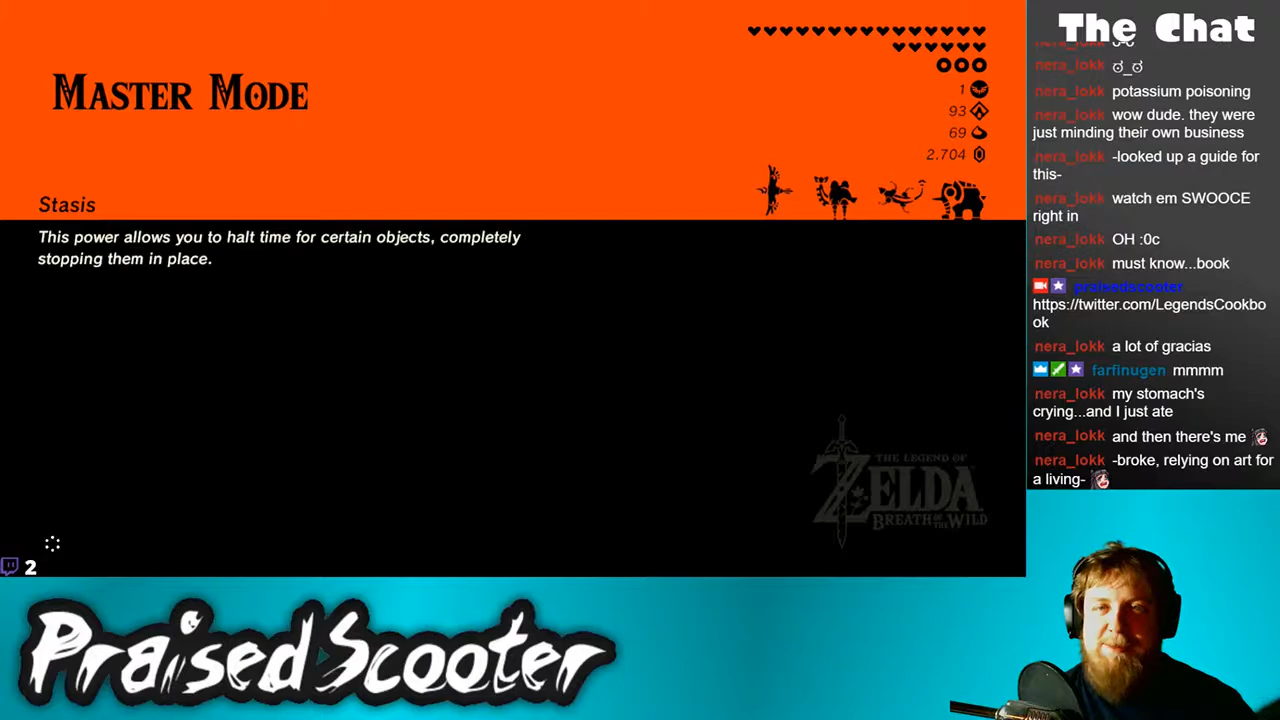 The Chat
Master Mode
1
93
69
2.704
Stasis
This power allows you to halt time for certain objects, completely
stopping them in place.
THE LEGEND OF
ZELDA
BREATH OF THE WILD
2
PraisedScooter
nera_lokk ಠ_ಠ
nera_lokk potassium poisoning
nera_lokk wow dude. they were
just minding their own business
nera_lokk -looked up a guide for
this-
nera_lokk watch em SWOOCE
right in
nera_lokk OH :0c
nera_lokk must know...book
praisedscooter
https://twitter.com/LegendsCookbo
ok
nera_lokk a lot of gracias
farfinugen mmmm
nera_lokk my stomach's
crying...and I just ate
nera_lokk and then there's me
nera_lokk -broke, relying on art for
a living-